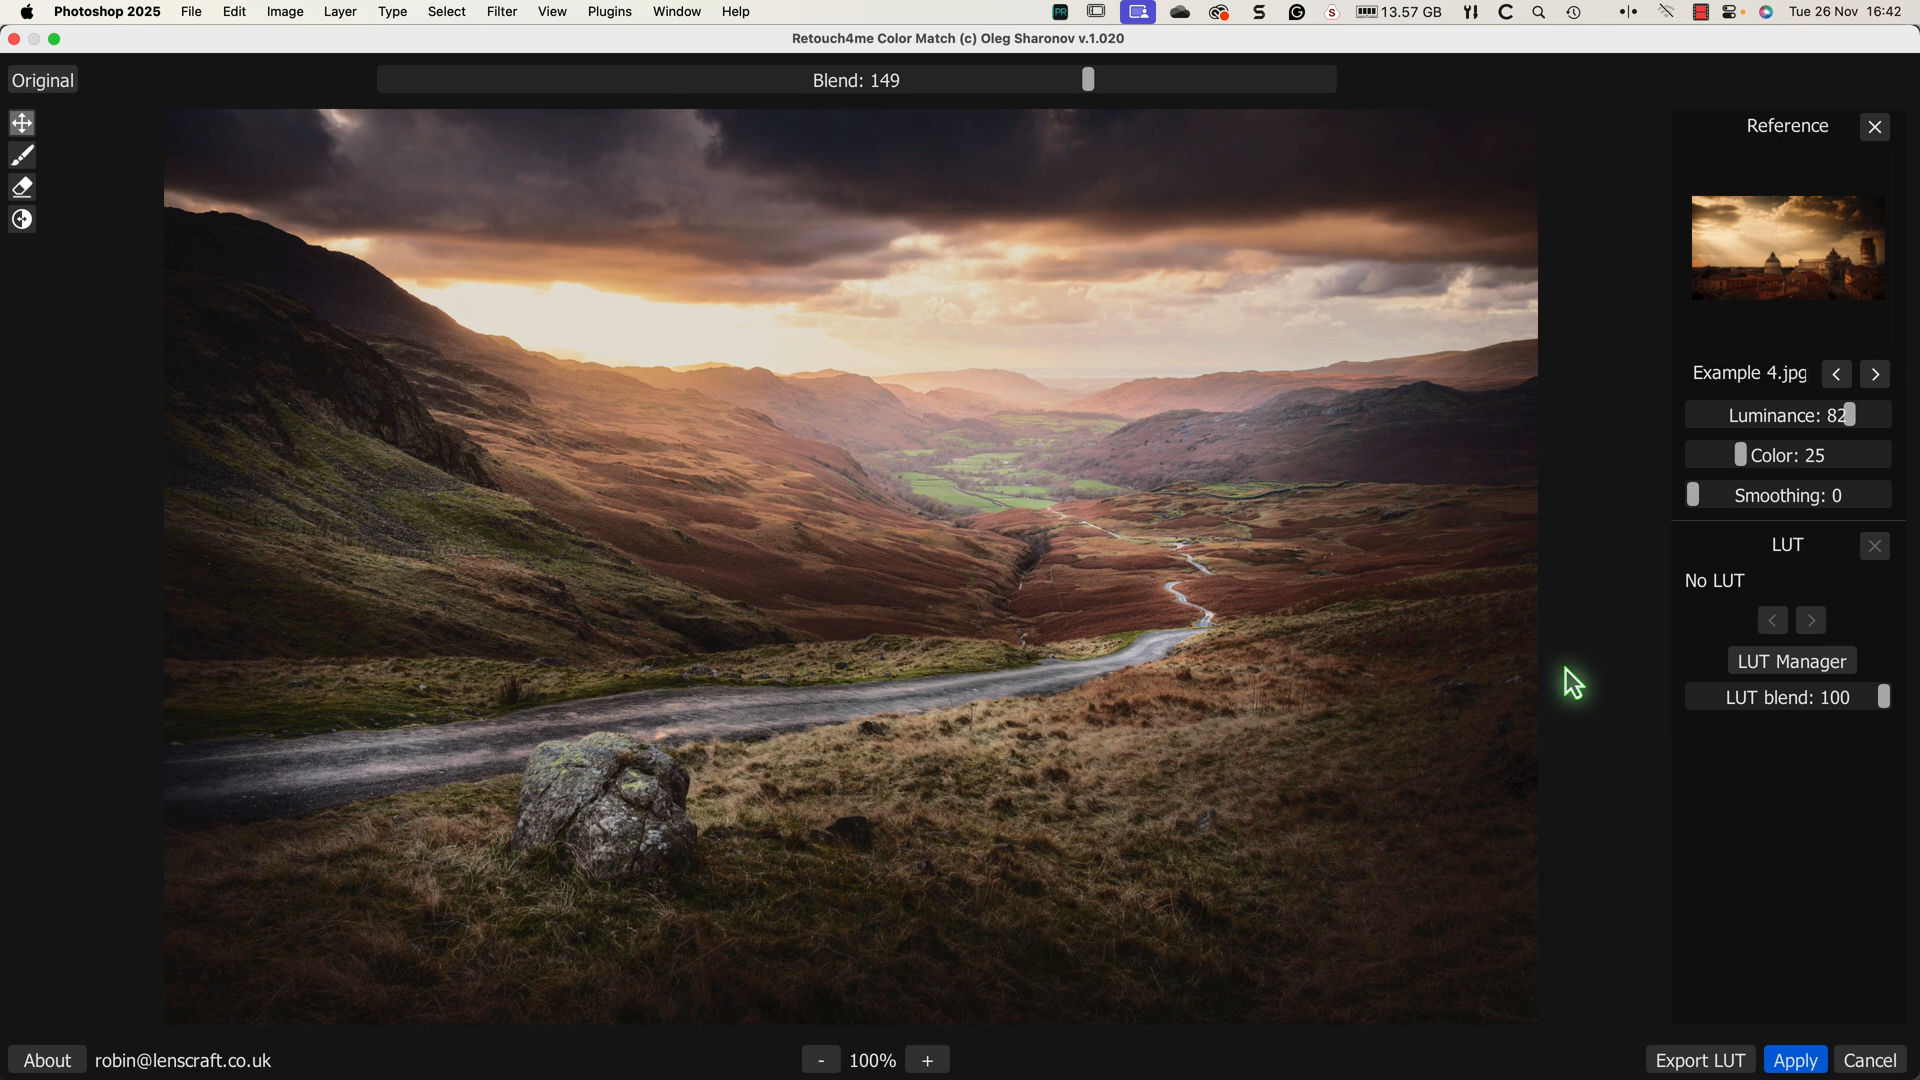 Photoshop 2025 File Edit Image Layer Type Select Filter View Plugins Window Help 13.57 GB Tue 26 Nov 16:42
Retouch4me Color Match (c) Oleg Sharonov v.1.020
Original
Blend: 149
Reference
Example 4.jpg
Luminance: 82
Color: 25
Smoothing: 0
LUT
No LUT
LUT Manager
LUT blend: 100
About robin@lenscraft.co.uk - 100% + Export LUT Apply Cancel